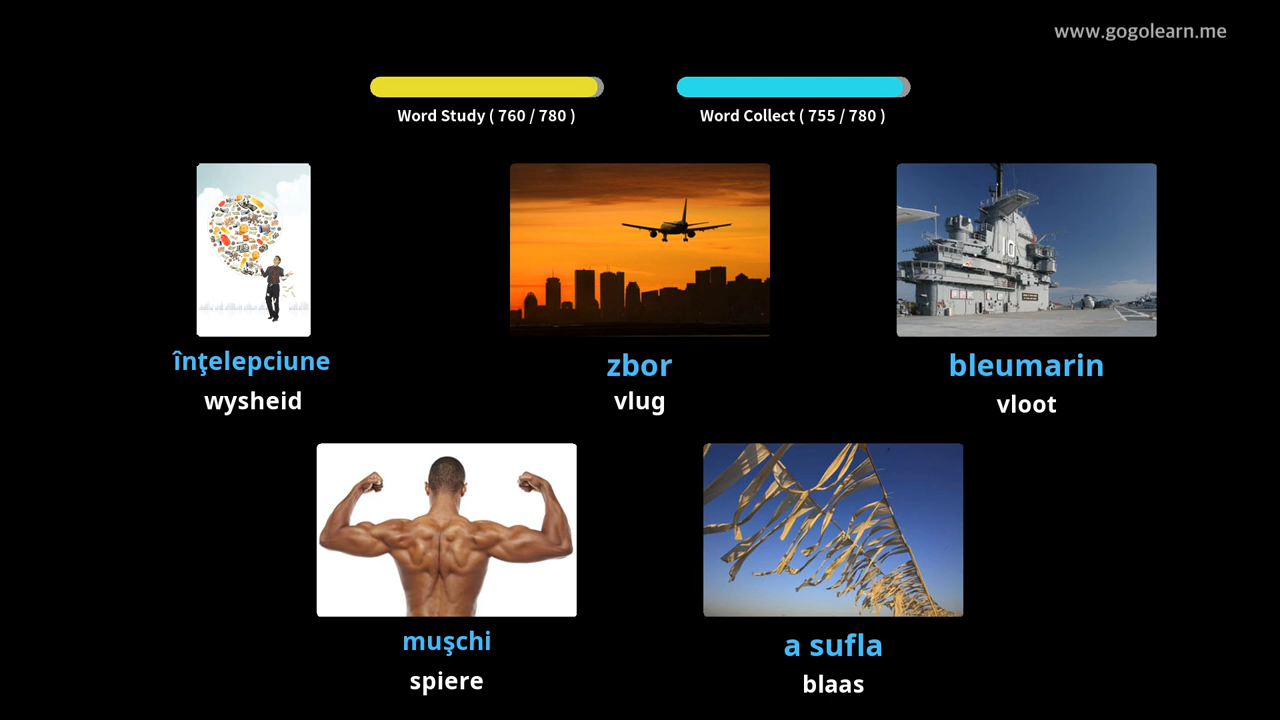 www.gogolearn.me
Word Study ( 760 / 780 )
Word Collect ( 755 / 780 )
înţelepciune
wysheid
zbor
vlug
10
bleumarin
vloot
muşchi
spiere
a sufla
blaas